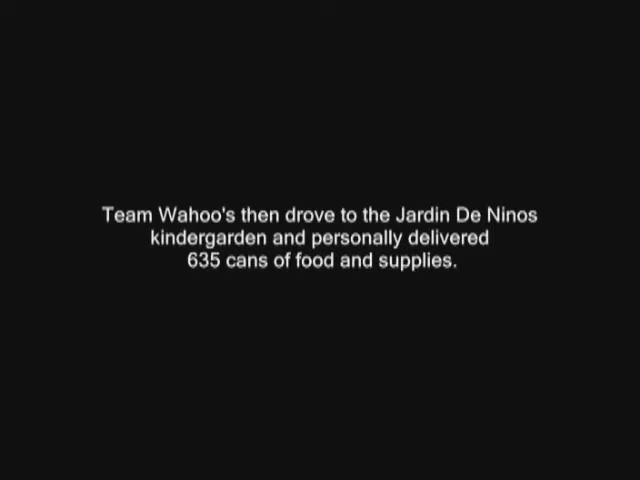 Team Wahoo's then drove to the Jardin De Ninos
kindergarden and personally delivered
635 cans of food and supplies.